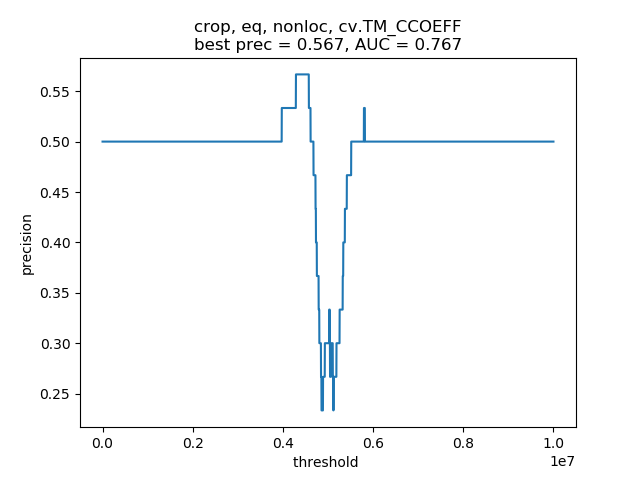 crop, eq, nonloc, cv.TM_CCOEFF
best prec = 0.567, AUC = 0.767
0.55
0.50
0.45
0.40
0.35
0.30
0.25
precision
0.0 0.2 0.4 0.6 0.8 1.0
1e7
threshold